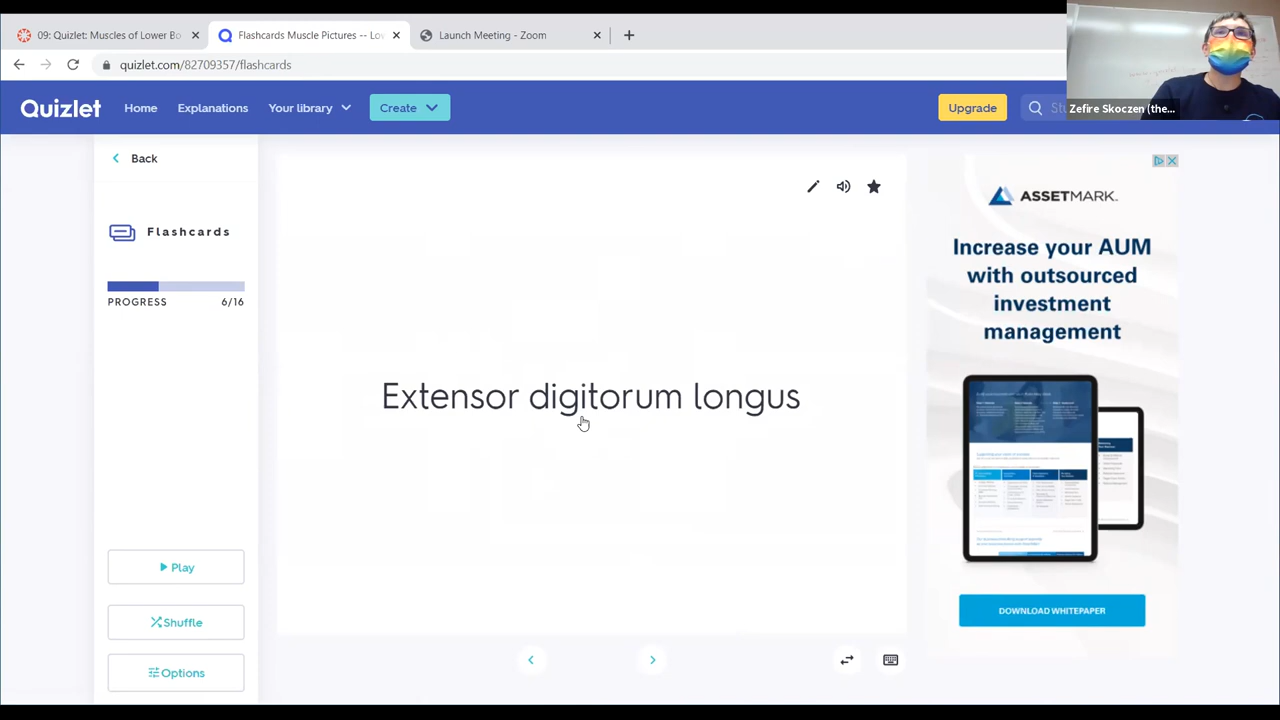 09: Quizlet: Muscles of Lower Bo
Flashcards Muscle Pictures -- Lo
Launch Meeting - Zoom
quizlet.com/82709357/flashcards
Quizlet
Home
Explanations
Your library
Create
Upgrade
Zefire Skoczen (the...
Back
Flashcards
PROGRESS 6/16
Play
Shuffle
Options
Extensor digitorum longus
ASSETMARK.
Increase your AUM
with outsourced
investment
management
DOWNLOAD WHITEPAPER